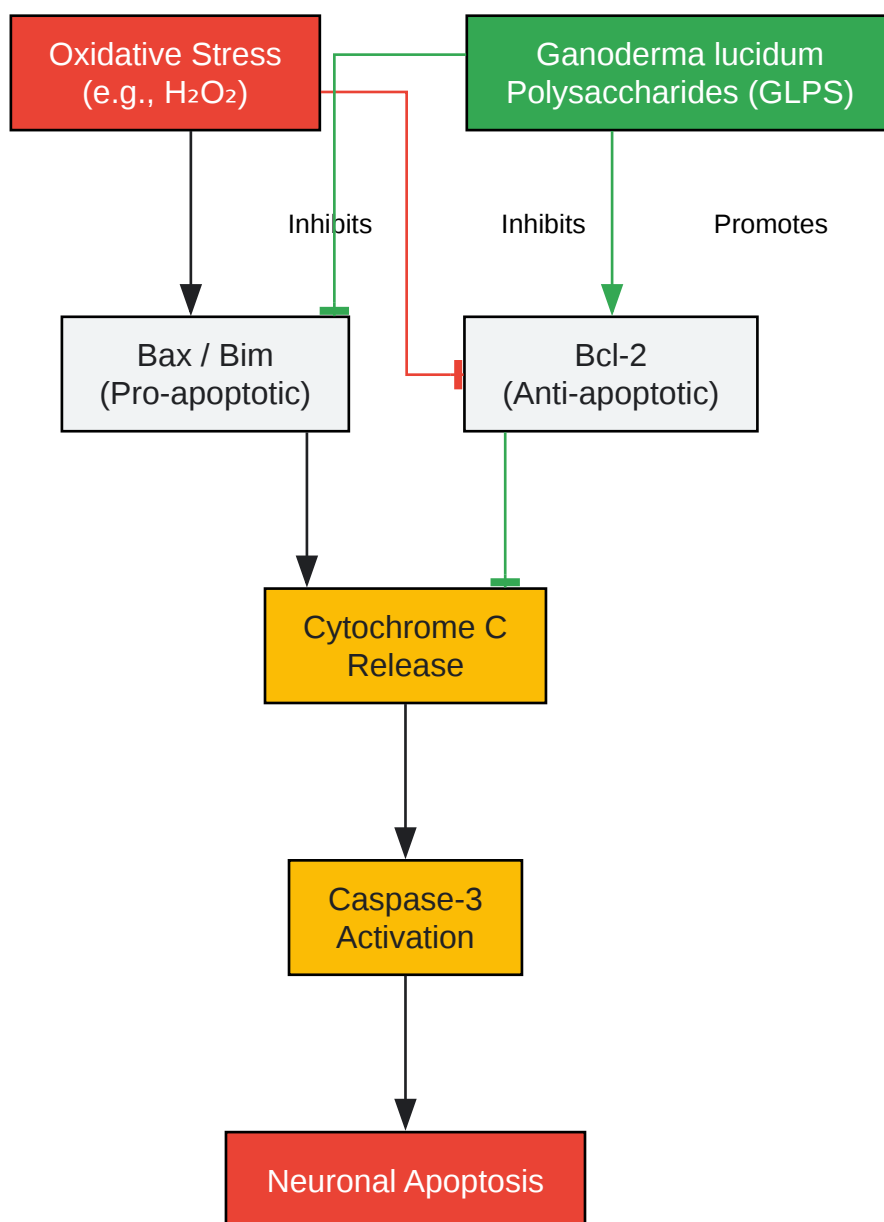 Oxidative Stress
(e.g., H₂O₂)
Ganoderma lucidum
Polysaccharides (GLPS)
Inhibits
Inhibits
Promotes
Bax / Bim
(Pro-apoptotic)
Bcl-2
(Anti-apoptotic)
Cytochrome C
Release
Caspase-3
Activation
Neuronal Apoptosis